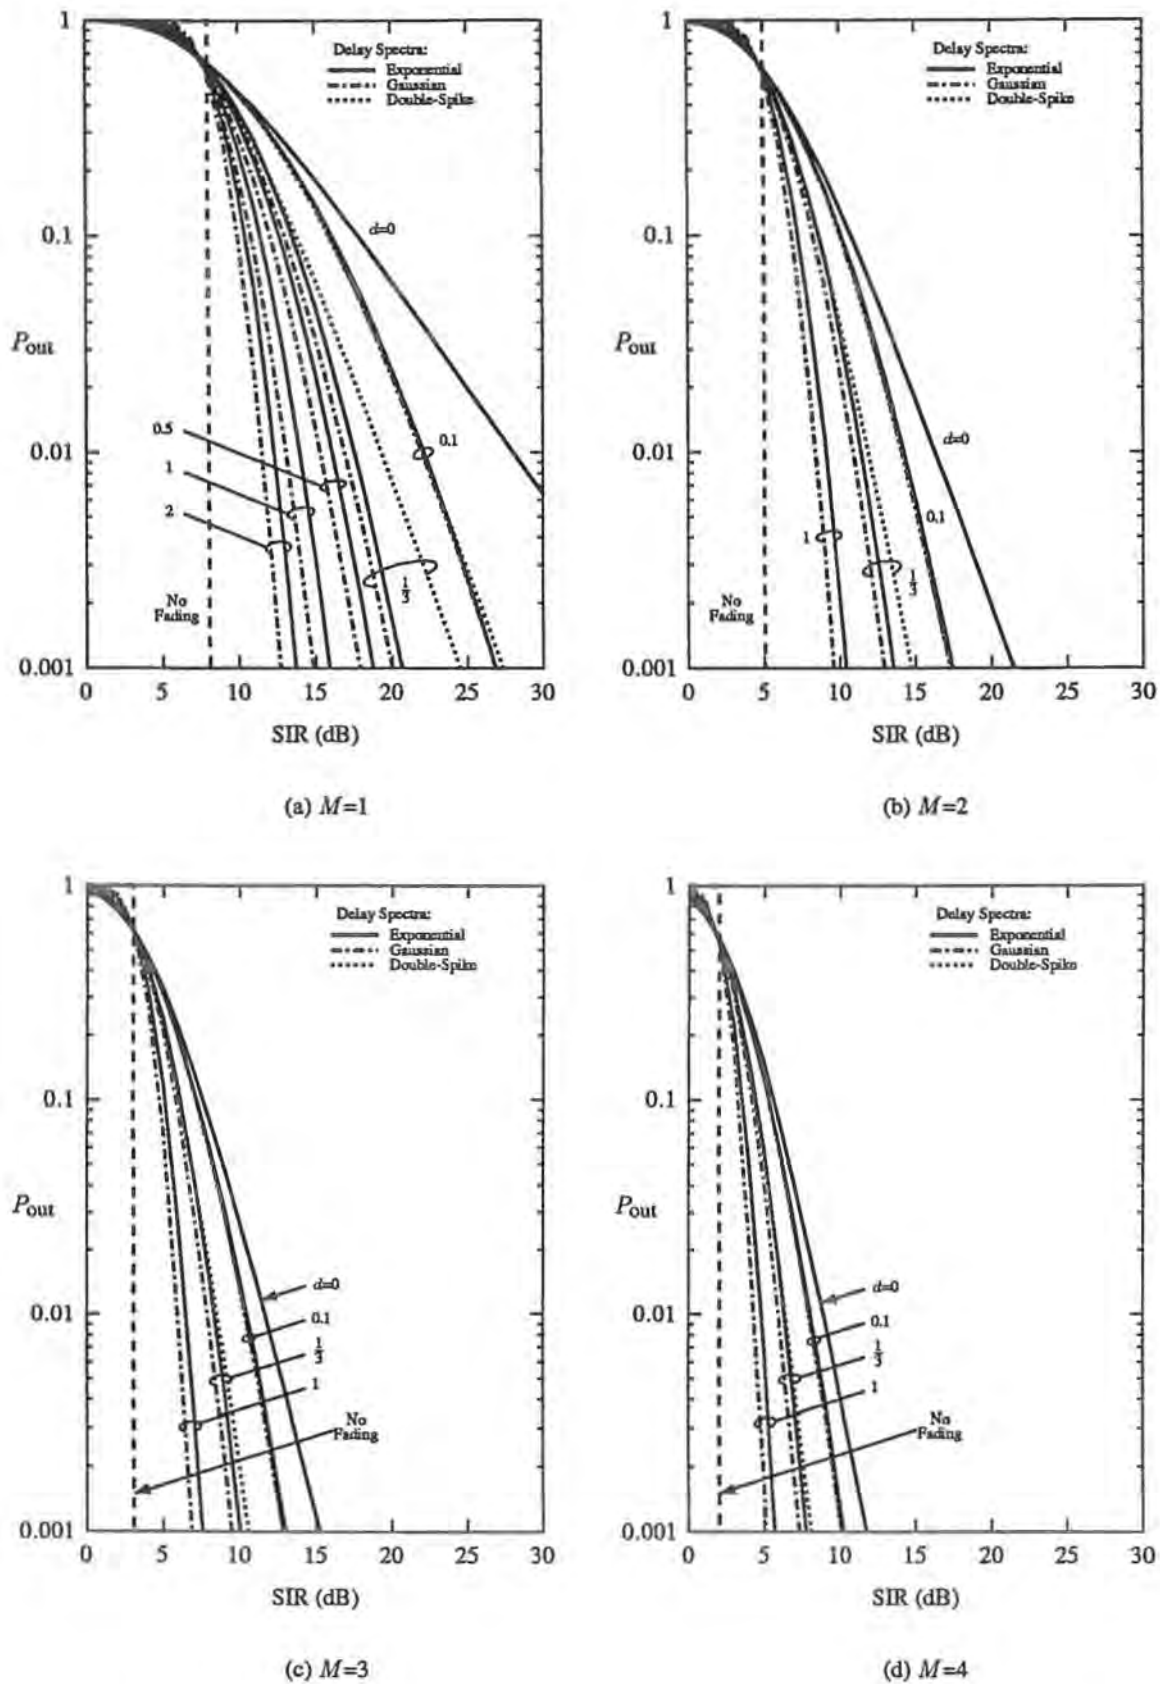 1
0.1
P_out
0.01
0.001
0 5 10 15 20 25 30
SIR (dB)
Delay Spectra:
Exponential
Gaussian
Double-Spike
d=0
0.1
0.5
1
2
1/3
No
Fading
(a) M=1
1
0.1
P_out
0.01
0.001
0 5 10 15 20 25 30
SIR (dB)
Delay Spectra:
Exponential
Gaussian
Double-Spike
d=0
0.1
1
1/3
No
Fading
(b) M=2
1
0.1
P_out
0.01
0.001
0 5 10 15 20 25 30
SIR (dB)
Delay Spectra:
Exponential
Gaussian
Double-Spike
d=0
0.1
1/3
1
No
Fading
(c) M=3
1
0.1
P_out
0.01
0.001
0 5 10 15 20 25 30
SIR (dB)
Delay Spectra:
Exponential
Gaussian
Double-Spike
d=0
0.1
1/3
1
No
Fading
(d) M=4